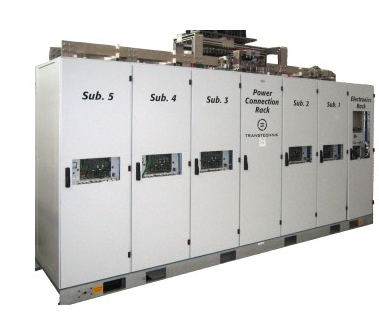 Sub. 5
Sub. 4
Sub. 3
Power
Connection
Rack
TRANSTECHNIK
Sub. 2
Sub. 1
Electronics
Rack